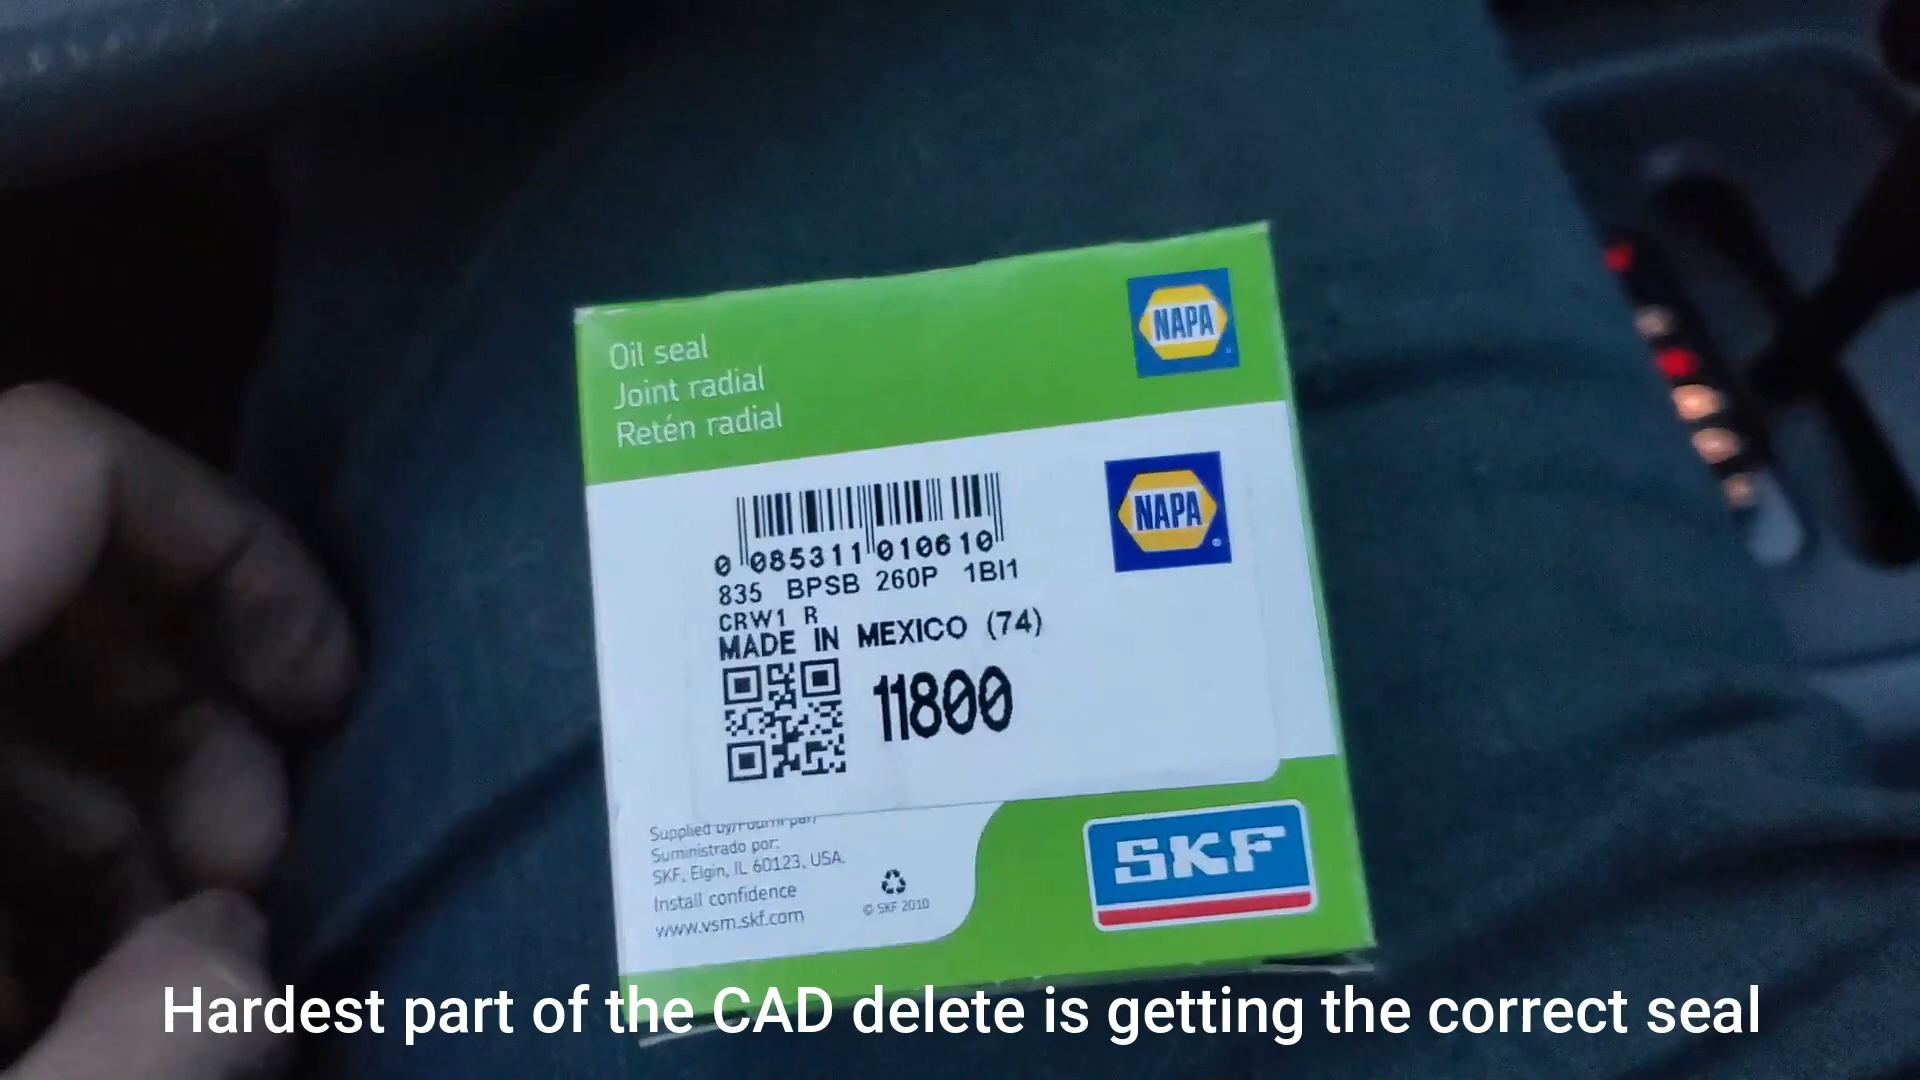 Oil seal
Joint radial
Retén radial
NAPA
NAPA
0 085311 010610
835 BPSB 260P 1BI1
CRW1 R
MADE IN MEXICO (74)
11800
Supplied by/Fourni par/
Suministrado por:
SKF, Elgin, IL 60123, USA.
Install confidence
www.vsm.skf.com
© SKF 2010
SKF
Hardest part of the CAD delete is getting the correct seal